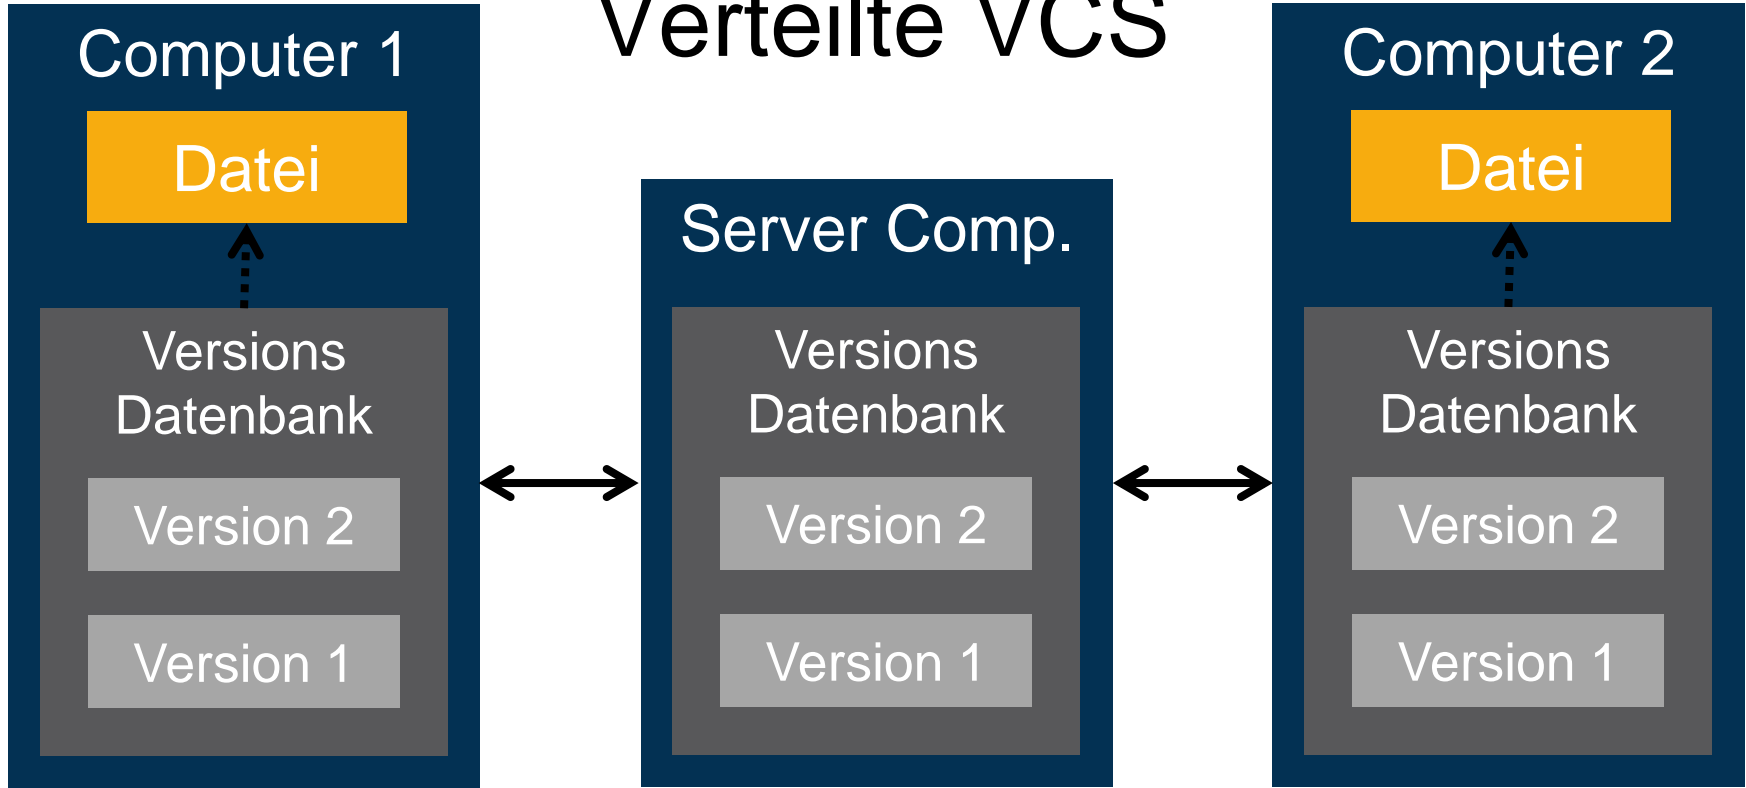 Verteilte VCS
Computer 1
Datei
Versions
Datenbank
Version 2
Version 1
Server Comp.
Versions
Datenbank
Version 2
Version 1
Computer 2
Datei
Versions
Datenbank
Version 2
Version 1